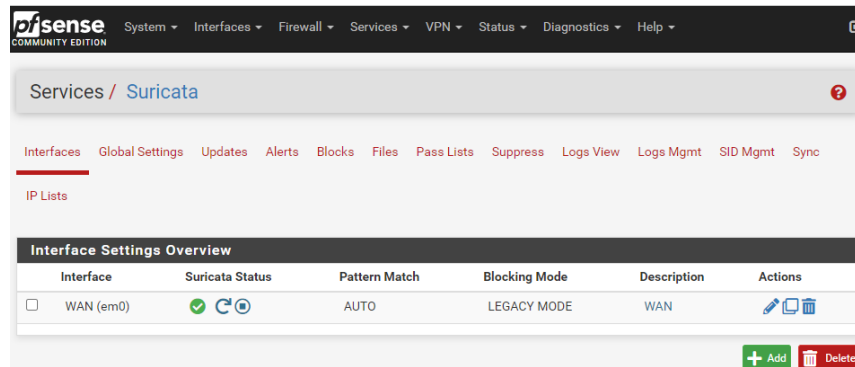 pfsense System Interfaces Firewall Services VPN Status Diagnostics Help
COMMUNITY EDITION
Services / Suricata
Interfaces Global Settings Updates Alerts Blocks Files Pass Lists Suppress Logs View Logs Mgmt SID Mgmt Sync
IP Lists
Interface Settings Overview
Interface Suricata Status Pattern Match Blocking Mode Description Actions
WAN (em0) AUTO LEGACY MODE WAN
Add Delete